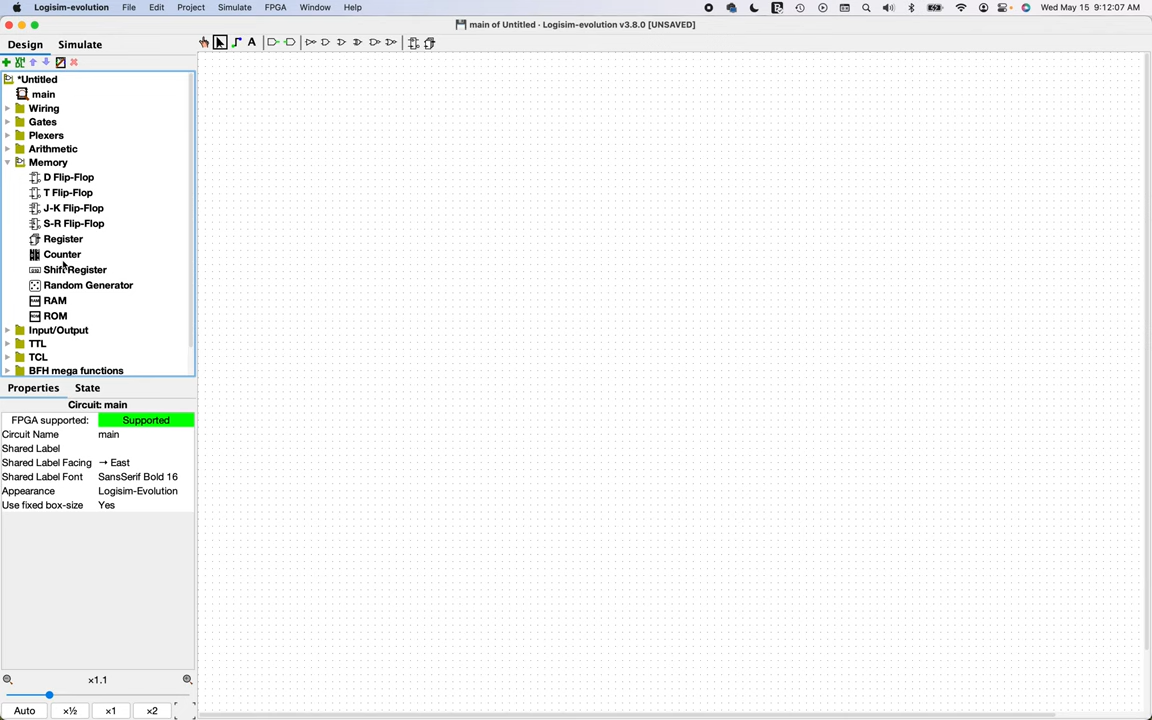 Logisim-evolution File Edit Project Simulate FPGA Window Help Wed May 15 9:12:07 AM
main of Untitled · Logisim-evolution v3.8.0 [UNSAVED]
Design Simulate
A
*Untitled
main
Wiring
Gates
Plexers
Arithmetic
Memory
D Flip-Flop
T Flip-Flop
J-K Flip-Flop
S-R Flip-Flop
Register
Counter
Shift Register
Random Generator
RAM
ROM
Input/Output
TTL
TCL
BFH mega functions
Properties State
Circuit: main
FPGA supported: Supported
Circuit Name main
Shared Label
Shared Label Facing → East
Shared Label Font SansSerif Bold 16
Appearance Logisim-Evolution
Use fixed box-size Yes
x1.1
Auto x½ x1 x2